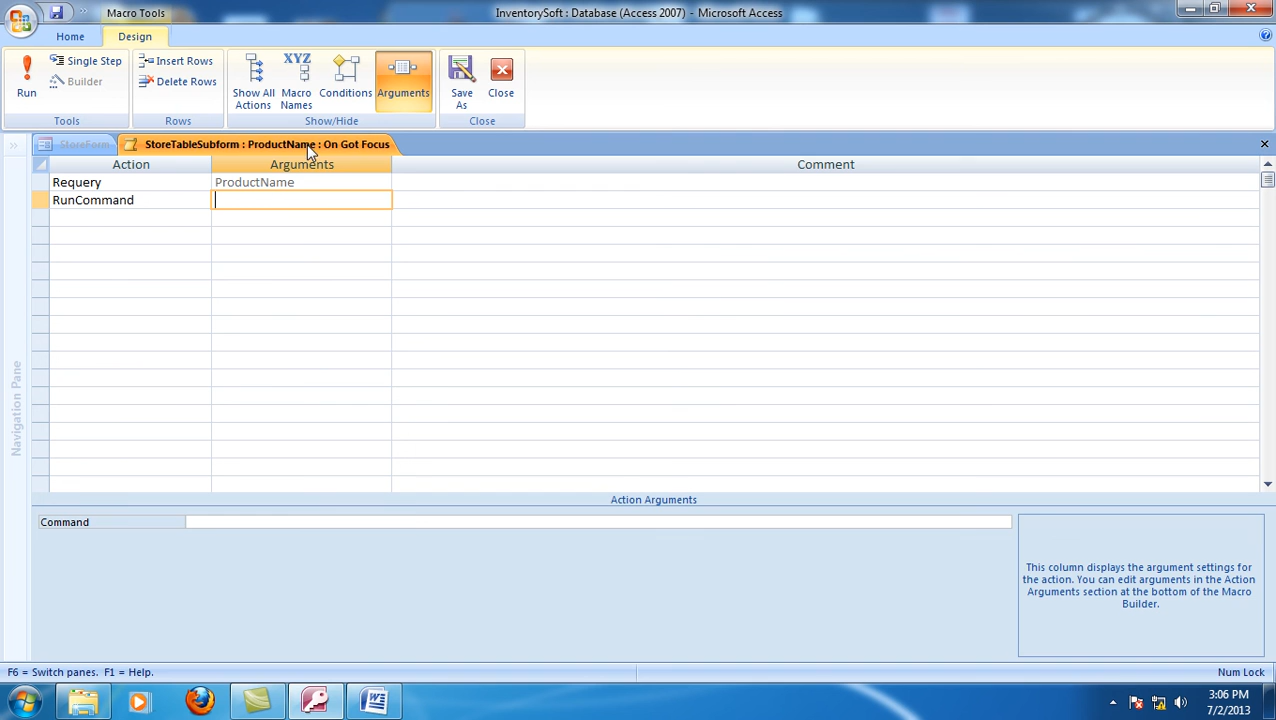 InventorySoft : Database (Access 2007) - Microsoft Access
Macro Tools
Home
Design
Run
Single Step
Builder
Tools
Insert Rows
Delete Rows
Rows
Show All Actions
Macro Names
Conditions
Arguments
Show/Hide
Save As
Close
Close
StoreForm
StoreTableSubform : ProductName : On Got Focus
Action
Arguments
Comment
Requery
ProductName
RunCommand
Navigation Pane
Action Arguments
Command
This column displays the argument settings for
the action. You can edit arguments in the Action
Arguments section at the bottom of the Macro
Builder.
F6 = Switch panes. F1 = Help.
Num Lock
3:06 PM
7/2/2013